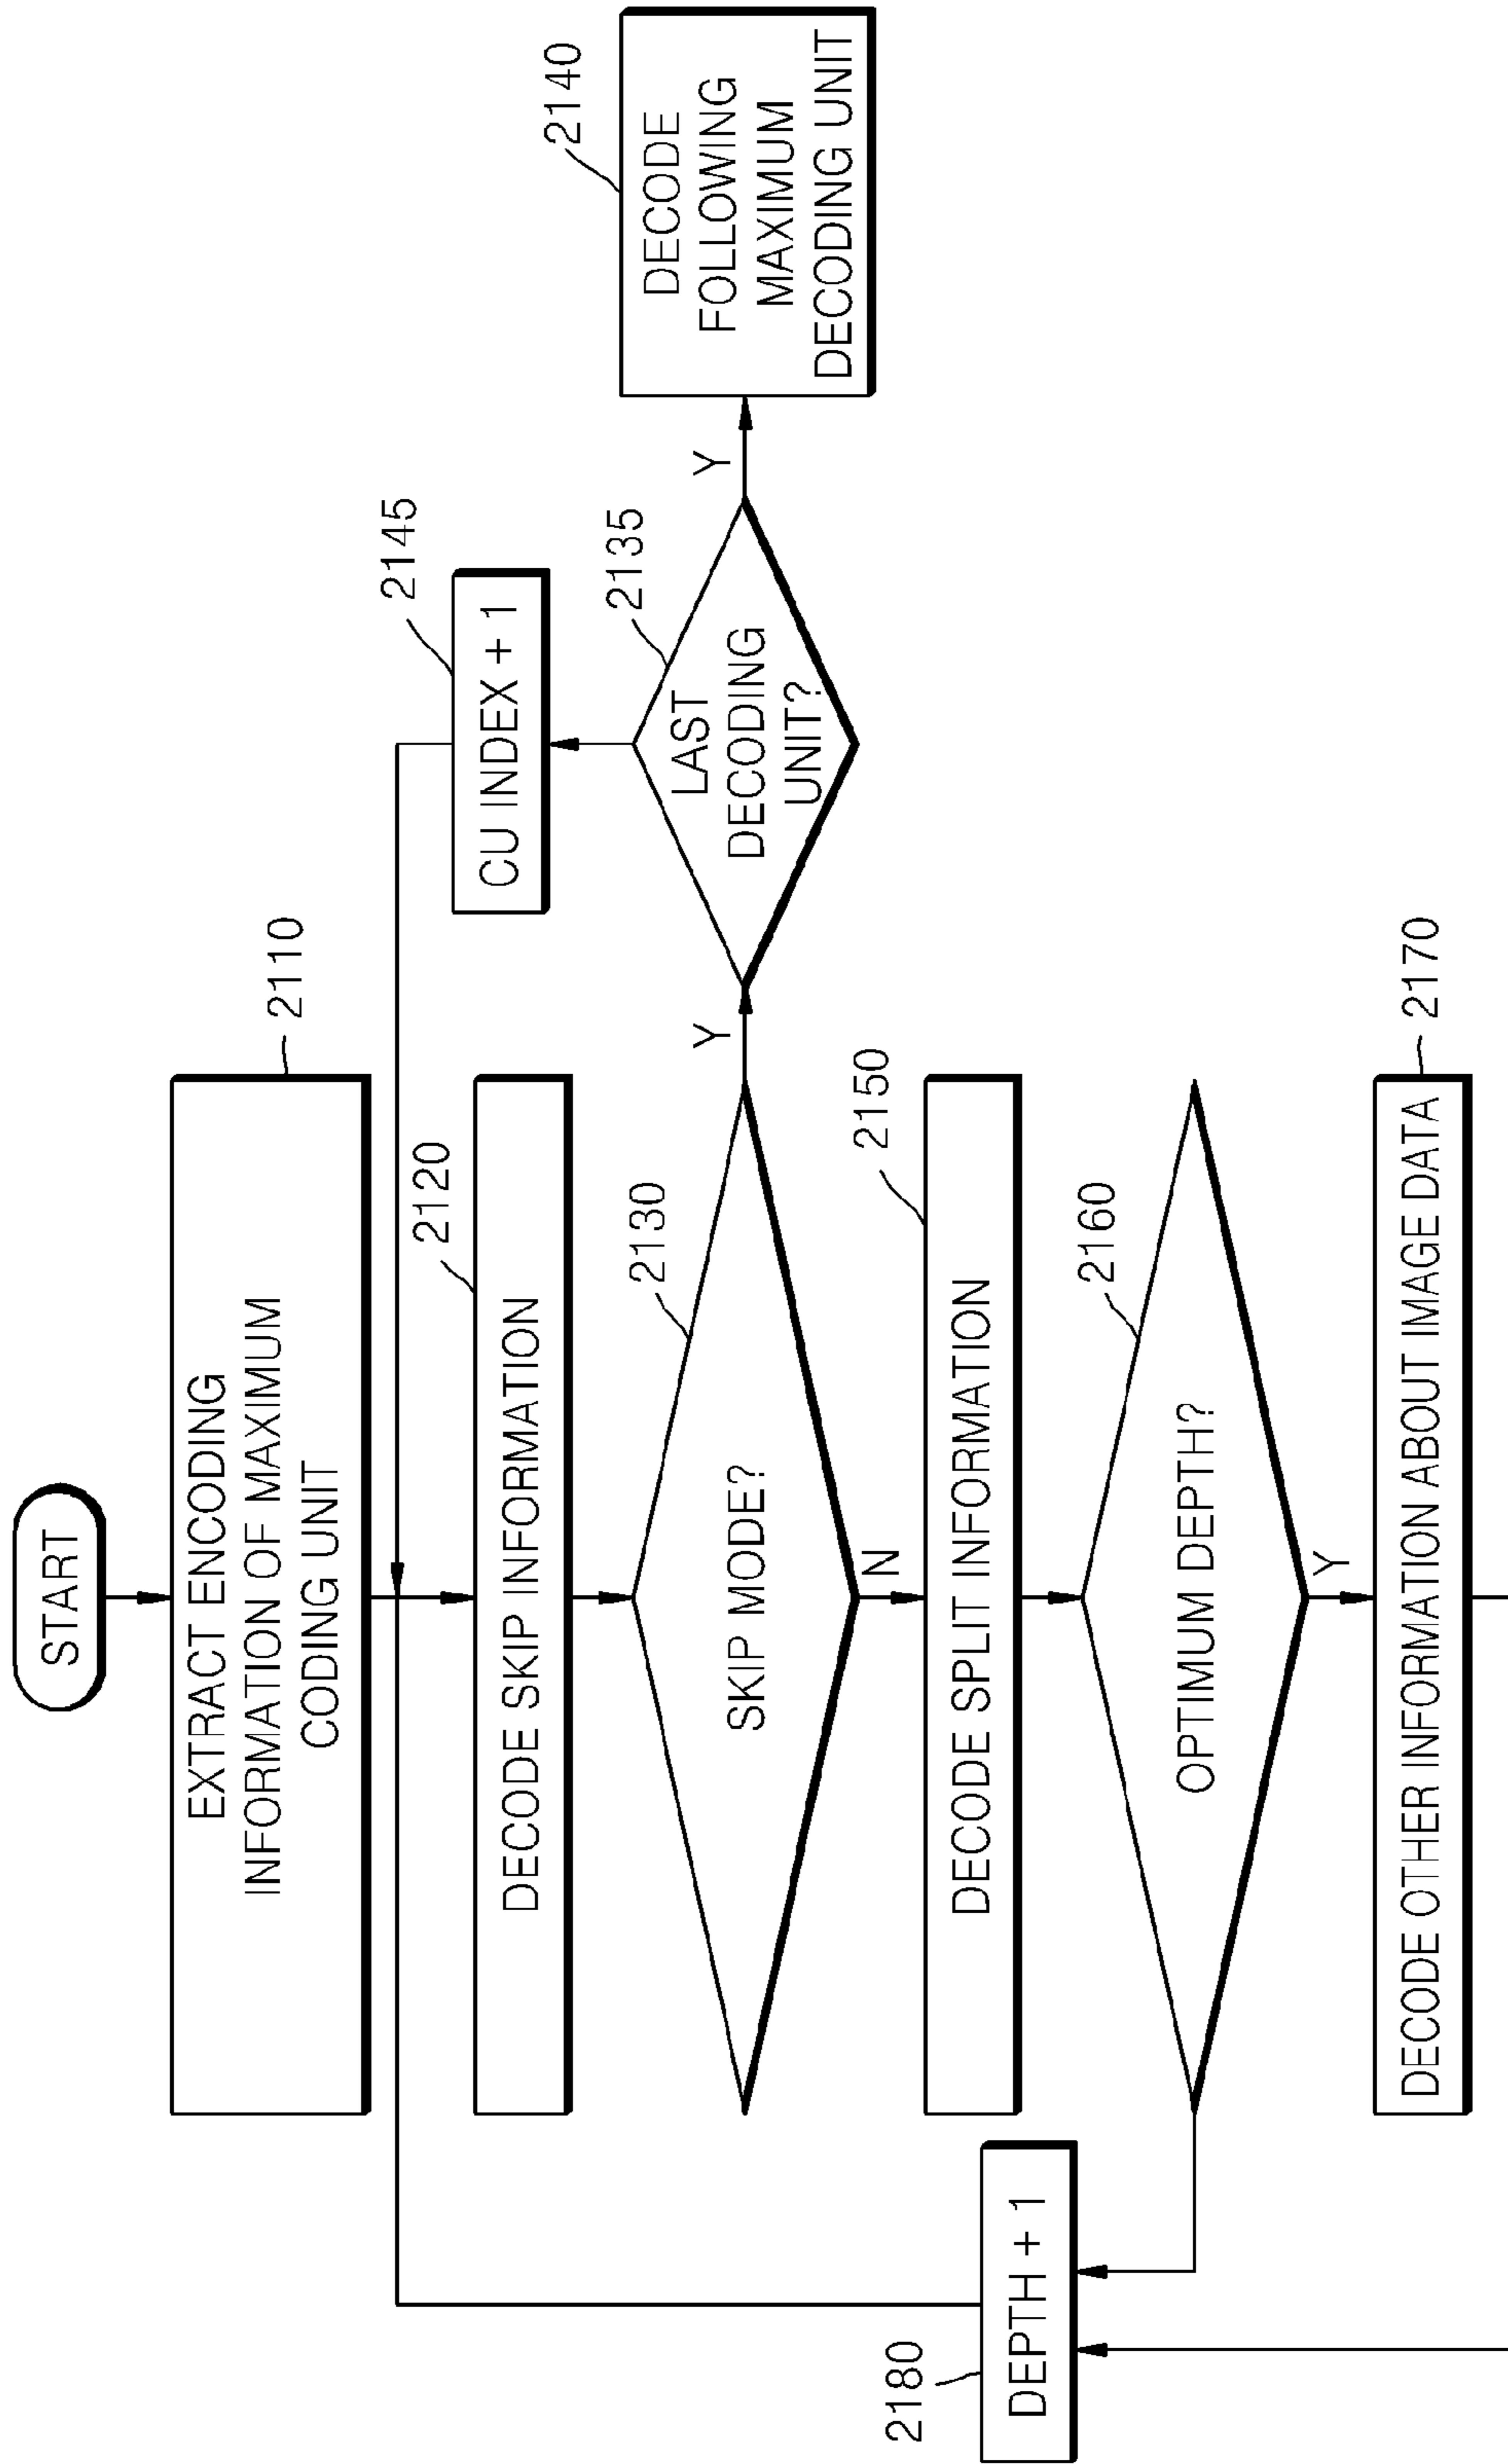 START
EXTRACT ENCODING
INFORMATION OF MAXIMUM
CODING UNIT
2110
DECODE SKIP INFORMATION
2120
SKIP MODE?
2130
Y
N
LAST
DECODING
UNIT?
2135
Y
CU INDEX + 1
2145
DECODE
FOLLOWING
MAXIMUM
DECODING UNIT
2140
DECODE SPLIT INFORMATION
2150
OPTIMUM DEPTH?
2160
Y
DECODE OTHER INFORMATION ABOUT IMAGE DATA
2170
DEPTH + 1
2180